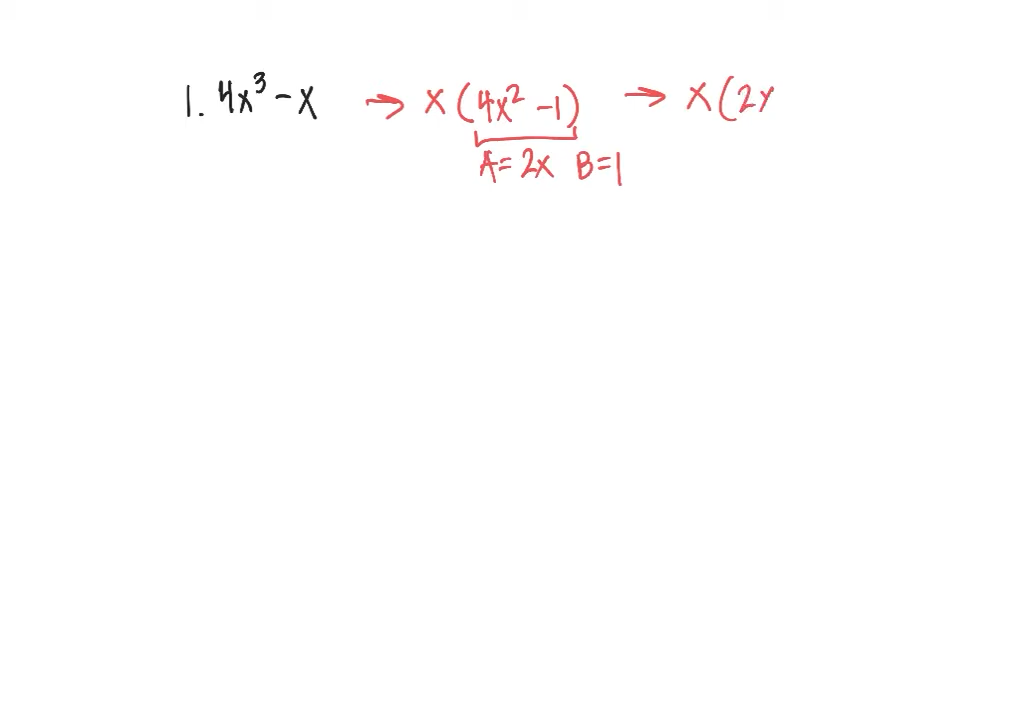 1. 4x³ - x → x(4x² - 1) → x(2x
A = 2x B = 1